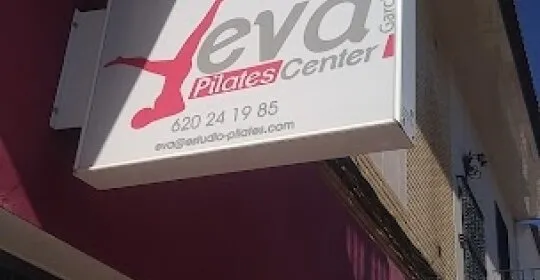 eva
Pilates Center
620 24 19 85
eva@estudio-pilates.com